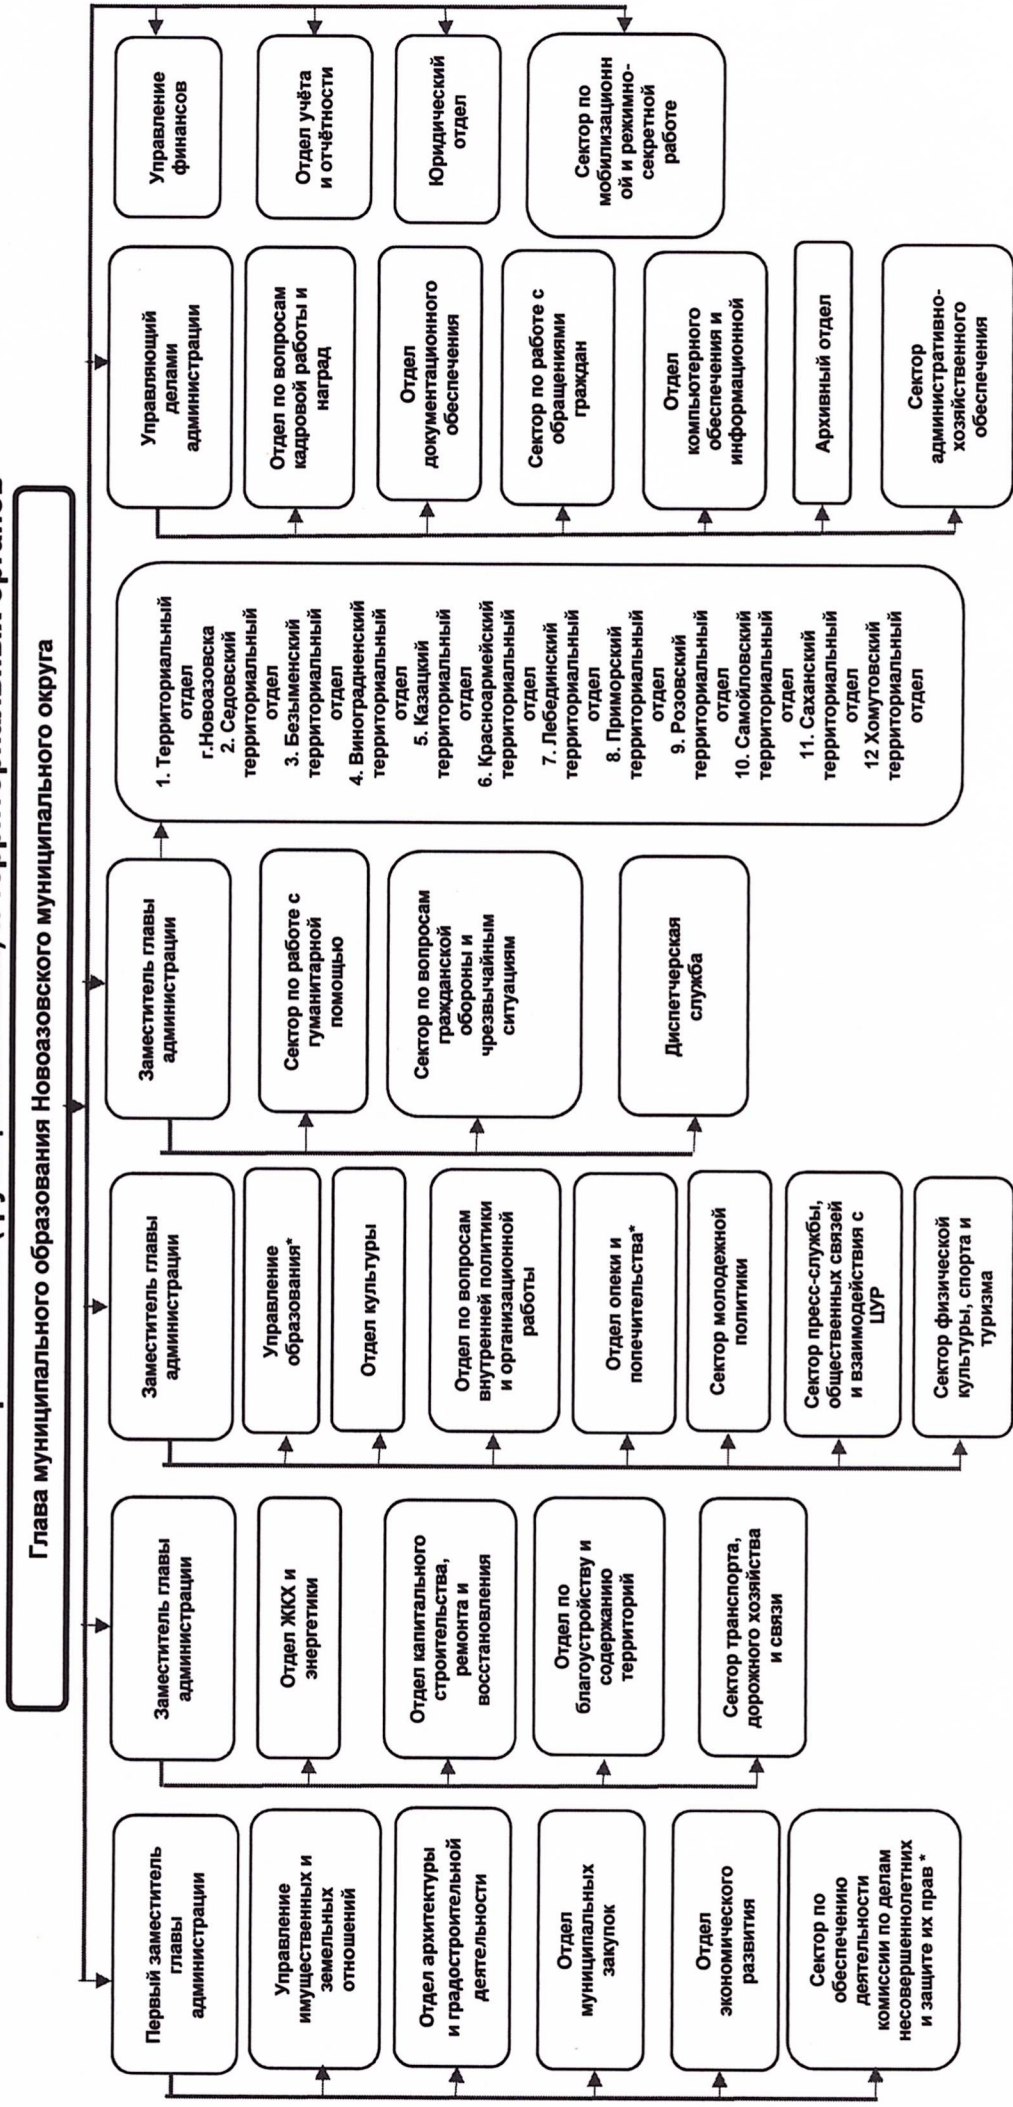 Глава муниципального образования Новоазовского муниципального округа
Первый заместитель
главы
администрации
Управление
имущественных и
земельных
отношений
Отдел архитектуры
и градостроительной
деятельности
Отдел
муниципальных
закупок
Отдел
экономического
развития
Сектор по
обеспечению
деятельности
комиссии по делам
несовершеннолетних
и защите их прав *
Заместитель главы
администрации
Отдел ЖКХ и
энергетики
Отдел капитального
строительства,
ремонта и
восстановления
Отдел по
благоустройству и
содержанию
территорий
Сектор транспорта,
дорожного хозяйства
и связи
Заместитель главы
администрации
Управление
образования*
Отдел культуры
Отдел по вопросам
внутренней политики
и организационной
работы
Отдел опеки и
попечительства*
Сектор молодежной
политики
Сектор пресс-службы,
общественных связей
и взаимодействия с
ЦУР
Сектор физической
культуры, спорта и
туризма
Заместитель главы
администрации
Сектор по работе с
гуманитарной
помощью
Сектор по вопросам
гражданской
обороны и
чрезвычайным
ситуациям
Диспетчерская
служба
1. Территориальный
отдел
г.Новоазовска
2. Седовский
территориальный
отдел
3. Безыменский
территориальный
отдел
4. Виноградненский
территориальный
отдел
5. Казацкий
территориальный
отдел
6. Красноармейский
территориальный
отдел
7. Лебединский
территориальный
отдел
8. Приморский
территориальный
отдел
9. Розовский
территориальный
отдел
10. Самойловский
территориальный
отдел
11. Саханский
территориальный
отдел
12 Хомутовский
территориальный
отдел
Управляющий
делами
администрации
Отдел по вопросам
кадровой работы и
наград
Отдел
документационного
обеспечения
Сектор по работе с
обращениями
граждан
Отдел
компьютерного
обеспечения и
информационной
Архивный отдел
Сектор
административно-
хозяйственного
обеспечения
Управление
финансов
Отдел учёта
и отчётности
Юридический
отдел
Сектор по
мобилизационн
ой и режимно-
секретной
работе